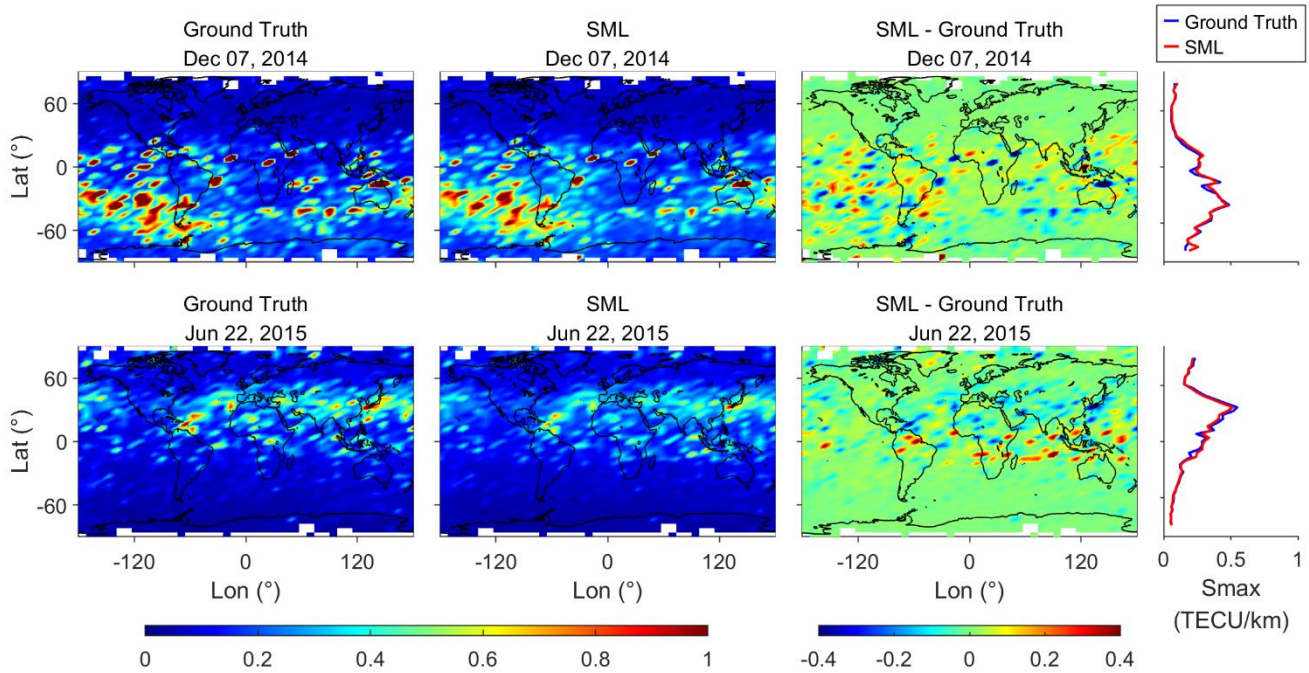 Ground Truth
Dec 07, 2014
SML
Dec 07, 2014
SML - Ground Truth
Dec 07, 2014
Ground Truth
SML
Lat (°)
60
0
-60
Ground Truth
Jun 22, 2015
SML
Jun 22, 2015
SML - Ground Truth
Jun 22, 2015
Lat (°)
60
0
-60
-120 0 120
-120 0 120
-120 0 120
0 0.5 1
Lon (°)
Lon (°)
Lon (°)
Smax
(TECU/km)
0 0.2 0.4 0.6 0.8 1
-0.4 -0.2 0 0.2 0.4